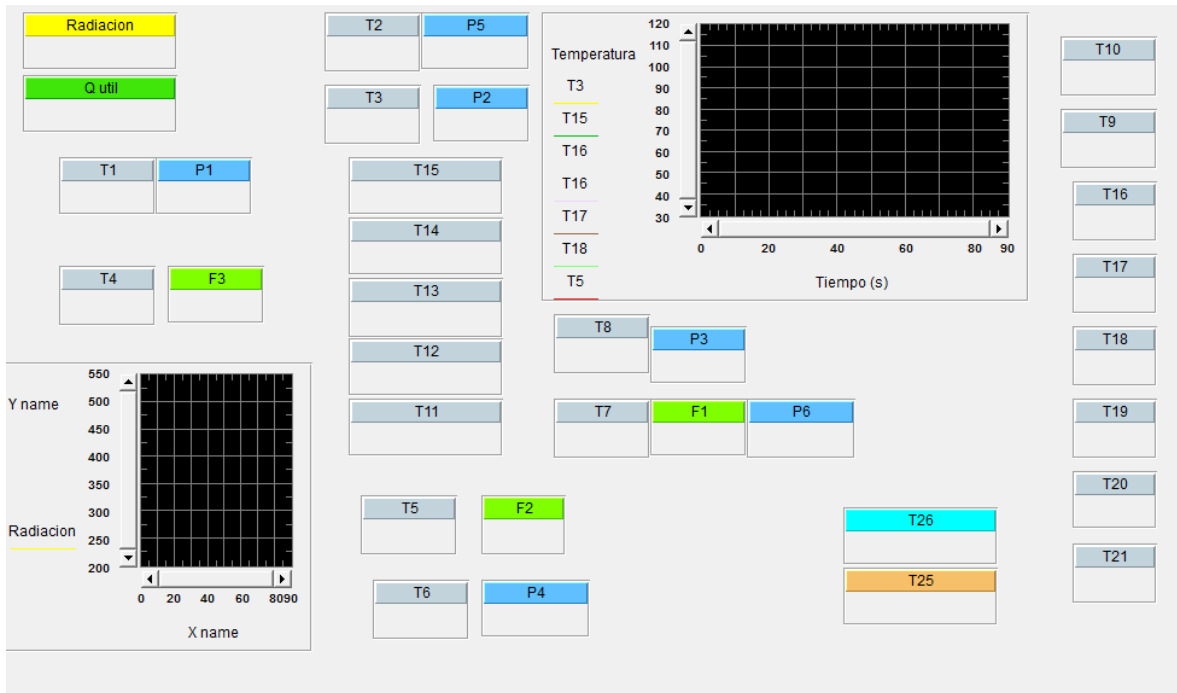 Radiacion
Q util
T1 P1
T4 F3
T2 P5
T3 P2
T15
T14
T13
T12
T11
T5 F2
T6 P4
Temperatura
T3
T15
T16
T16
T17
T18
T5
120
110
100
90
80
70
60
50
40
30
0 20 40 60 80 90
Tiempo (s)
T8 P3
T7 F1 P6
T26
T25
T10
T9
T16
T17
T18
T19
T20
T21
Y name
Radiacion
550
500
450
400
350
300
250
200
0 20 40 60 8090
X name